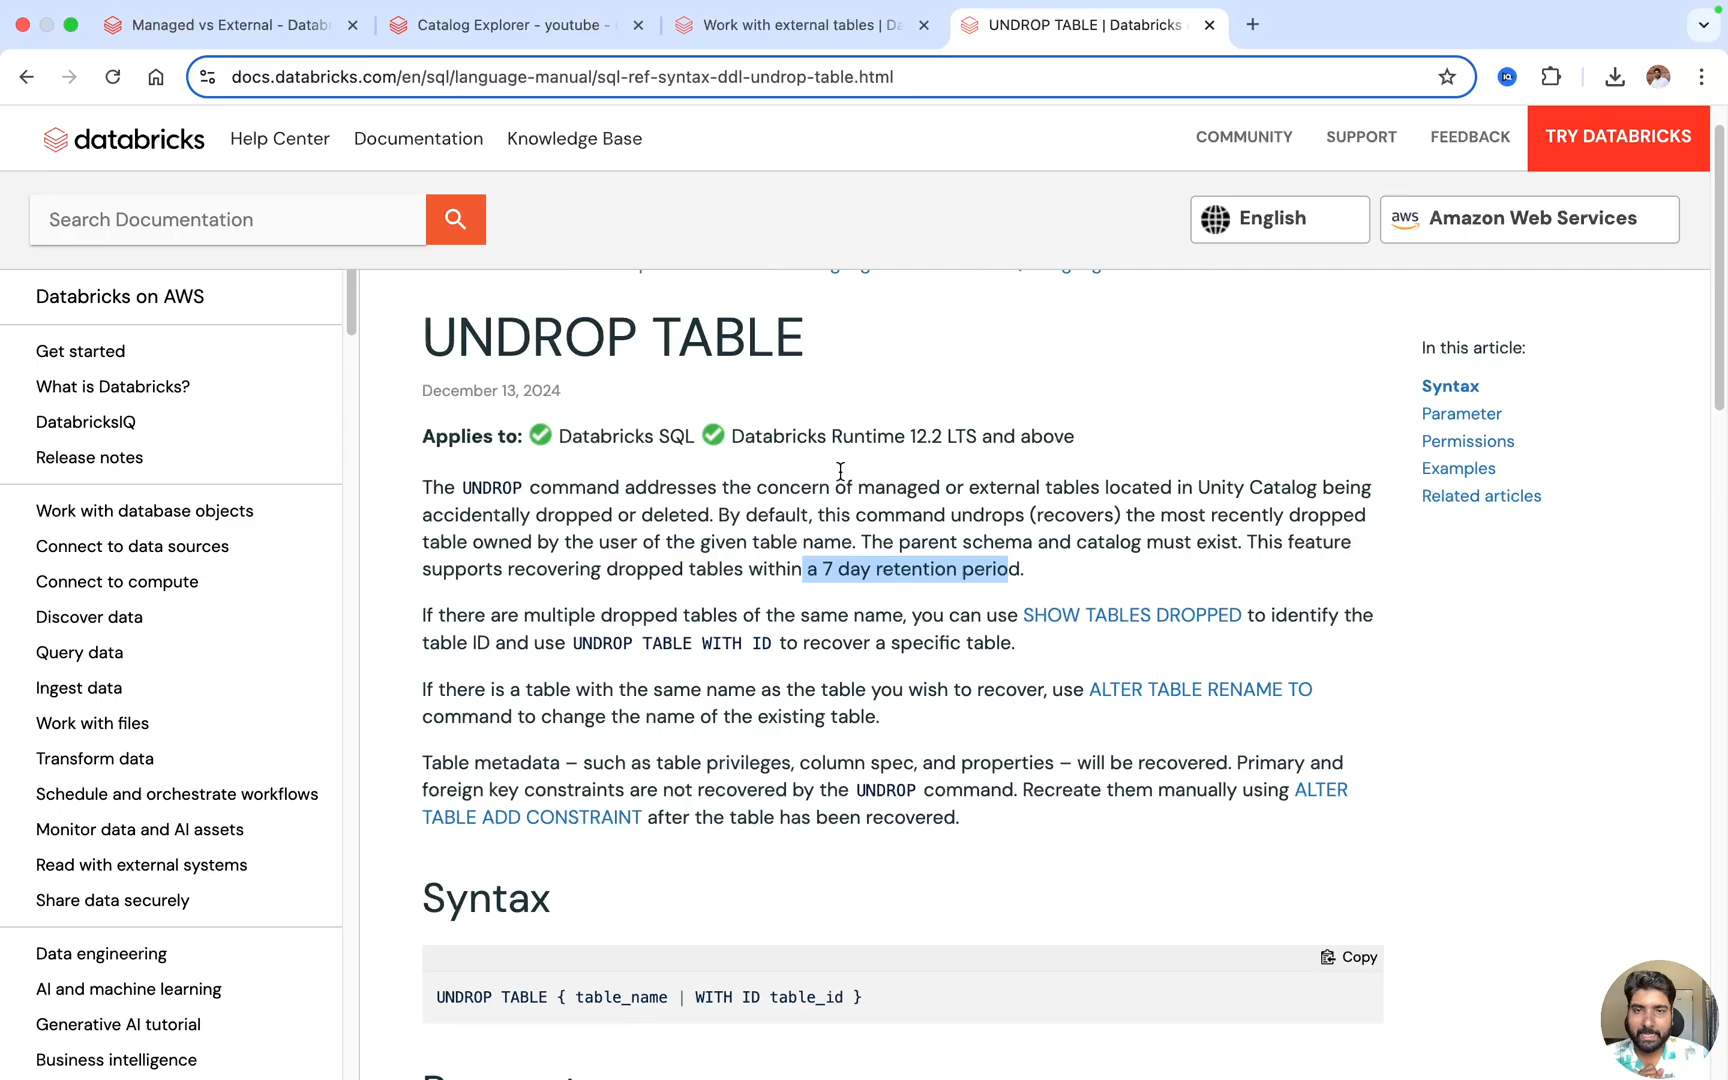 Managed vs External - Datab
Catalog Explorer - youtube -
Work with external tables | Da
UNDROP TABLE | Databricks
docs.databricks.com/en/sql/language-manual/sql-ref-syntax-ddl-undrop-table.html
IQ
databricks
Help Center
Documentation
Knowledge Base
COMMUNITY
SUPPORT
FEEDBACK
TRY DATABRICKS
Search Documentation
English
aws
Amazon Web Services
Databricks on AWS
Get started
What is Databricks?
DatabricksIQ
Release notes
Work with database objects
Connect to data sources
Connect to compute
Discover data
Query data
Ingest data
Work with files
Transform data
Schedule and orchestrate workflows
Monitor data and AI assets
Read with external systems
Share data securely
Data engineering
AI and machine learning
Generative AI tutorial
Business intelligence
UNDROP TABLE
December 13, 2024
Applies to: Databricks SQL Databricks Runtime 12.2 LTS and above
The UNDROP command addresses the concern of managed or external tables located in Unity Catalog being
accidentally dropped or deleted. By default, this command undrops (recovers) the most recently dropped
table owned by the user of the given table name. The parent schema and catalog must exist. This feature
supports recovering dropped tables within a 7 day retention period.
If there are multiple dropped tables of the same name, you can use SHOW TABLES DROPPED to identify the
table ID and use UNDROP TABLE WITH ID to recover a specific table.
If there is a table with the same name as the table you wish to recover, use ALTER TABLE RENAME TO
command to change the name of the existing table.
Table metadata – such as table privileges, column spec, and properties – will be recovered. Primary and
foreign key constraints are not recovered by the UNDROP command. Recreate them manually using ALTER
TABLE ADD CONSTRAINT after the table has been recovered.
Syntax
Copy
UNDROP TABLE { table_name | WITH ID table_id }
In this article:
Syntax
Parameter
Permissions
Examples
Related articles